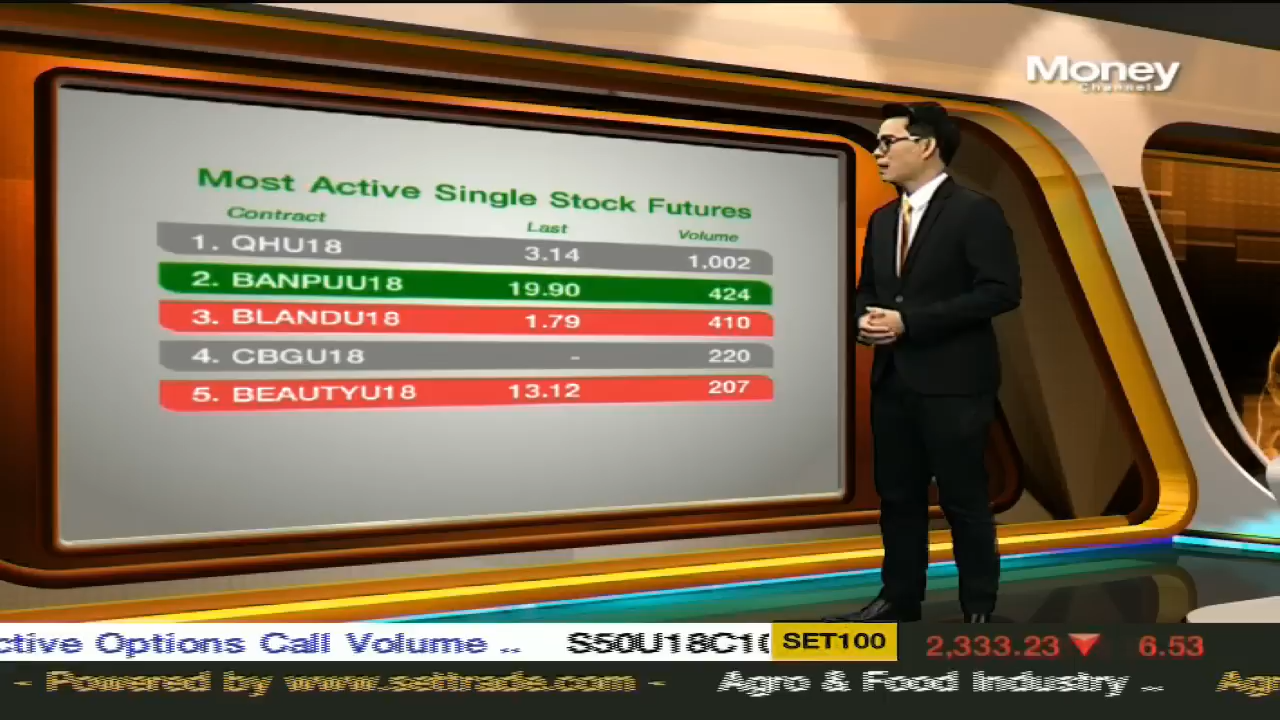 Money
Channel
Most Active Single Stock Futures
Contract Last Volume
1. QHU18 3.14 1,002
2. BANPUU18 19.90 424
3. BLANDU18 1.79 410
4. CBGU18 - 220
5. BEAUTYU18 13.12 207
ctive Options Call Volume .. S50U18C10 SET100 2,333.23 6.53
- Powered by www.settrade.com - Agro & Food Industry .. Ag